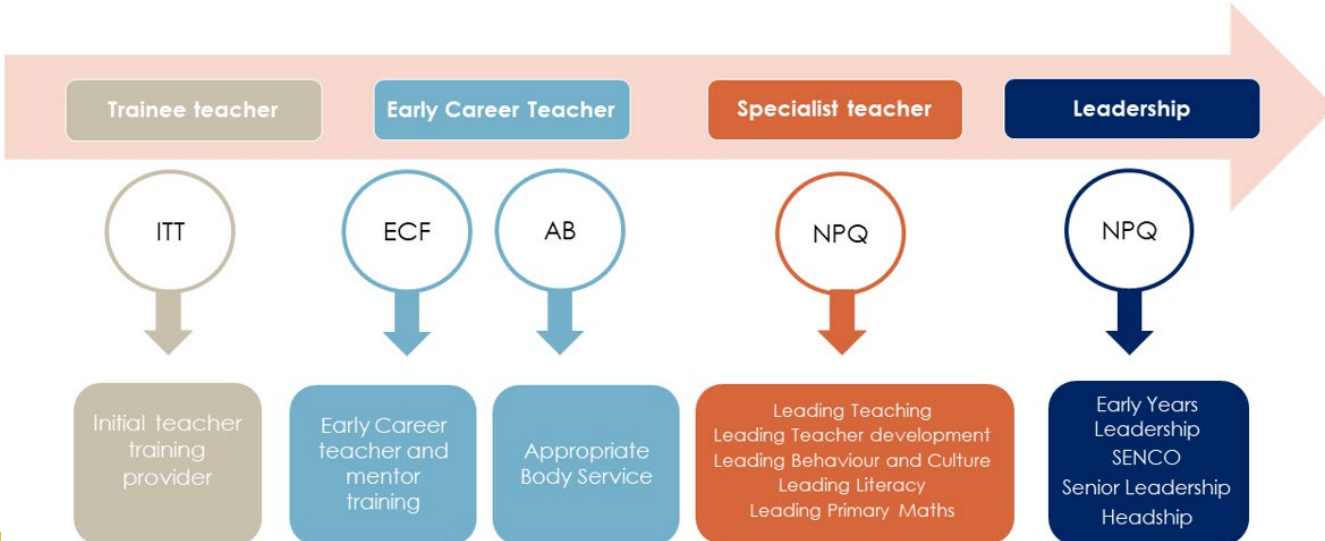 Trainee teacher
Early Career Teacher
Specialist teacher
Leadership
ITT
ECF
AB
NPQ
NPQ
Initial teacher
training
provider
Early Career
teacher and
mentor
training
Appropriate
Body Service
Leading Teaching
Leading Teacher development
Leading Behaviour and Culture
Leading Literacy
Leading Primary Maths
Early Years
Leadership
SENCO
Senior Leadership
Headship